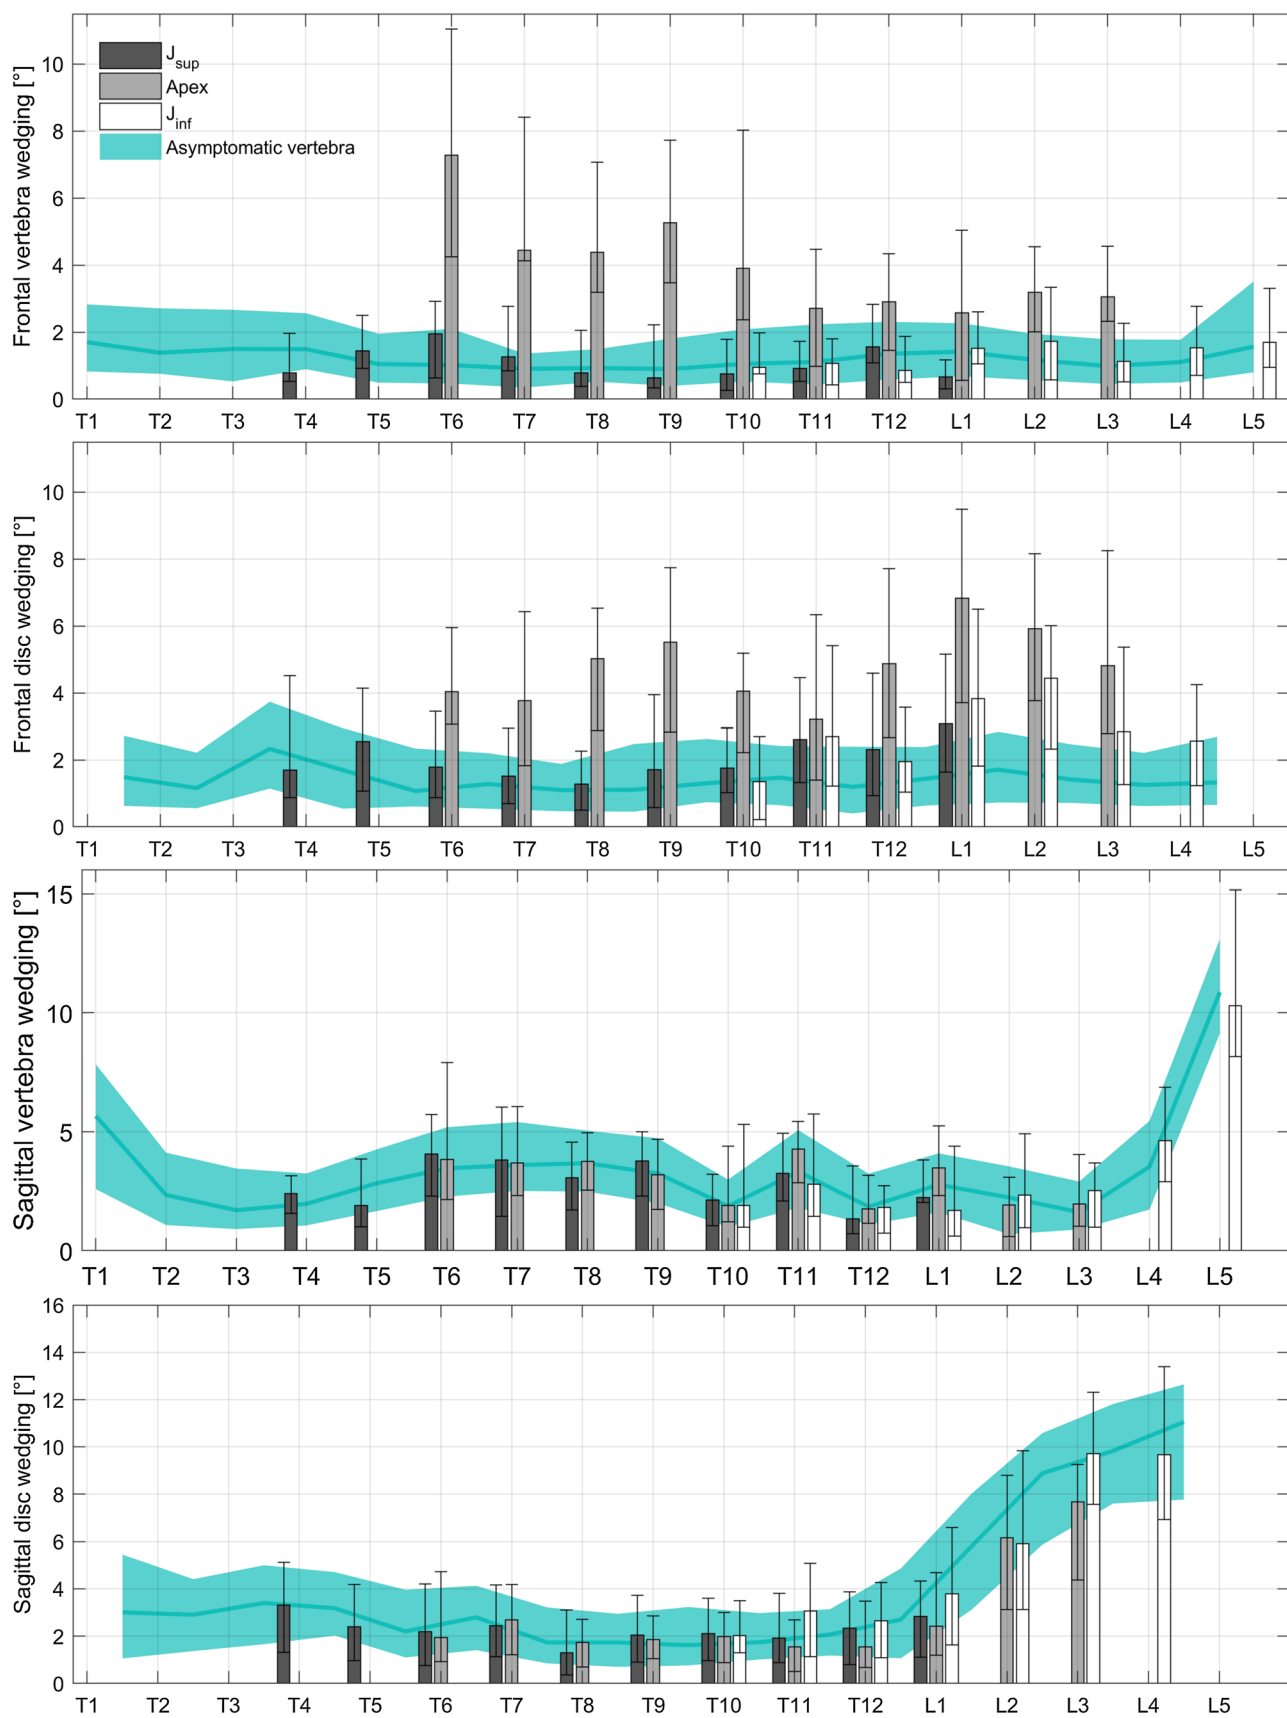 Frontal vertebra wedging [°]
10
8
6
4
2
0
J_sup
Apex
J_inf
Asymptomatic vertebra
T1 T2 T3 T4 T5 T6 T7 T8 T9 T10 T11 T12 L1 L2 L3 L4 L5
Frontal disc wedging [°]
10
8
6
4
2
0
T1 T2 T3 T4 T5 T6 T7 T8 T9 T10 T11 T12 L1 L2 L3 L4 L5
Sagittal vertebra wedging [°]
15
10
5
0
T1 T2 T3 T4 T5 T6 T7 T8 T9 T10 T11 T12 L1 L2 L3 L4 L5
Sagittal disc wedging [°]
16
14
12
10
8
6
4
2
0
T1 T2 T3 T4 T5 T6 T7 T8 T9 T10 T11 T12 L1 L2 L3 L4 L5